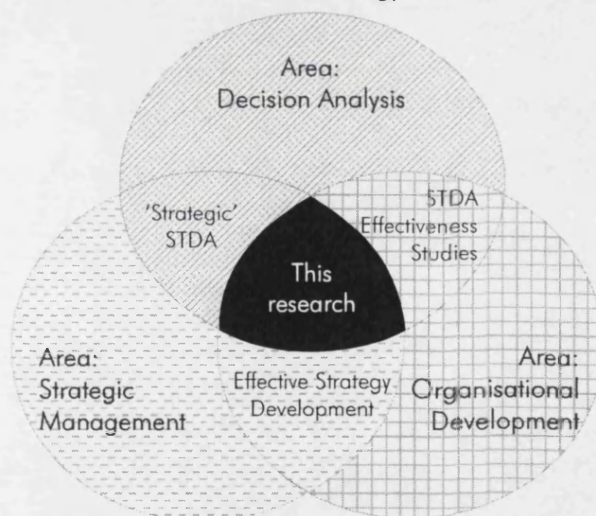 Area:
Decision Analysis
'Strategic'
STDA
STDA
Effectiveness
Studies
This
research
Area:
Strategic
Management
Effective Strategy
Development
Area:
Organisational
Development